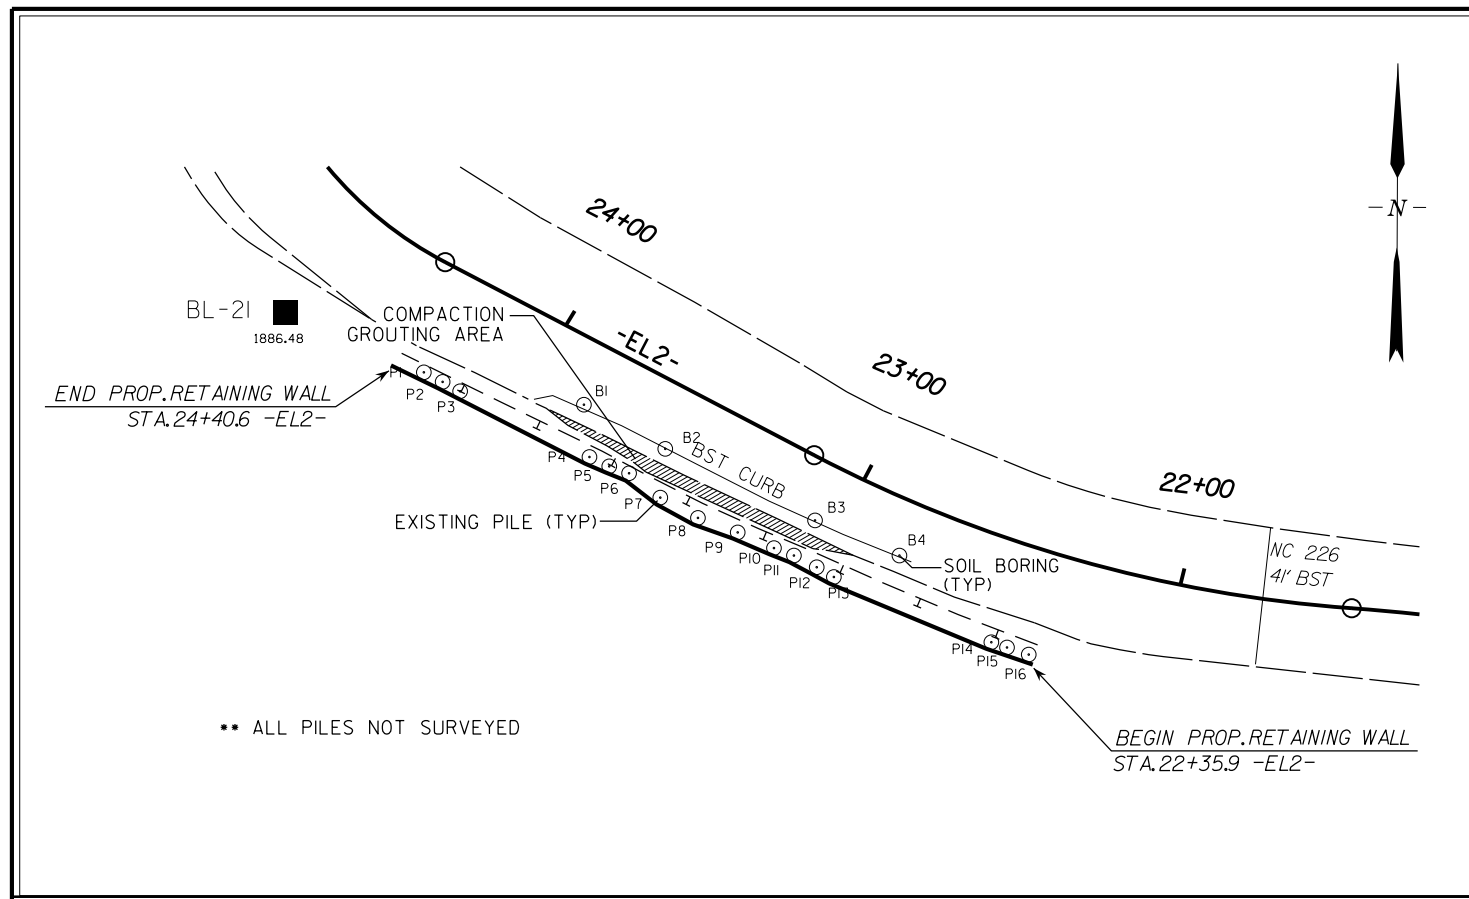 24+00
N
BL-21
1886.48
COMPACTION
GROUTING AREA
-EL2-
23+00
P1
P2
P3
END PROP. RETAINING WALL
STA. 24+40.6 -EL2-
B1
B2
BST CURB
P4
P5
P6
P7
22+00
EXISTING PILE (TYP)
B3
P8
P9
P10
P11
P12
P13
B4
SOIL BORING
(TYP)
NC 226
41' BST
P14
P15
P16
** ALL PILES NOT SURVEYED
BEGIN PROP. RETAINING WALL
STA. 22+35.9 -EL2-